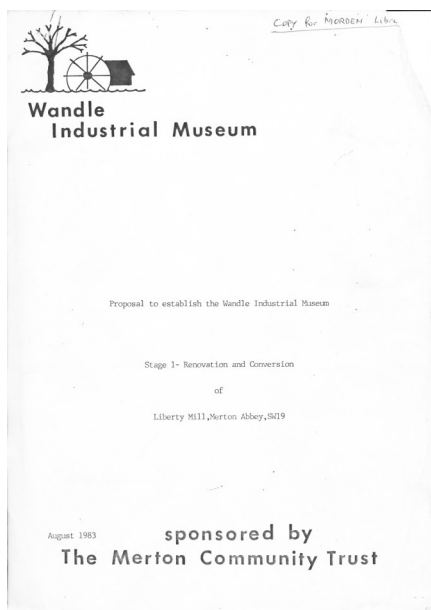 Copy for MORDEN Libra
Wandle
Industrial Museum
Proposal to establish the Wandle Industrial Museum
Stage 1- Renovation and Conversion
of
Liberty Mill,Merton Abbey,SW19
August 1983
sponsored by
The Merton Community Trust